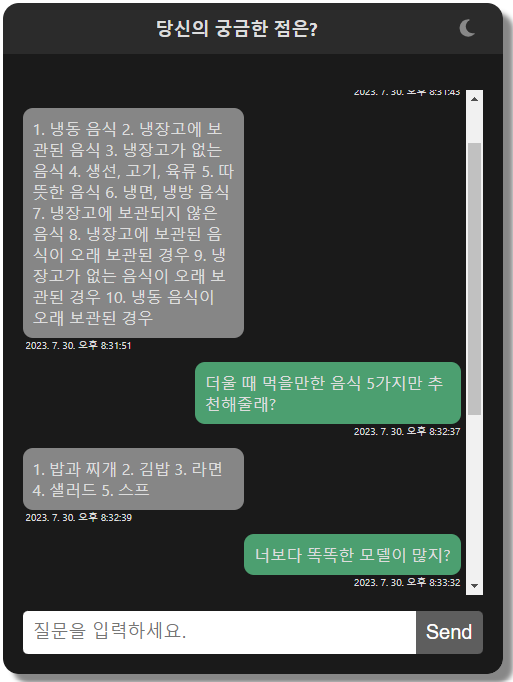 당신의 궁금한 점은?
2023. 7. 30. 오후 8:31:43
1. 냉동 음식 2. 냉장고에 보
관된 음식 3. 냉장고가 없는
음식 4. 생선, 고기, 육류 5. 따
뜻한 음식 6. 냉면, 냉방 음식
7. 냉장고에 보관되지 않은
음식 8. 냉장고에 보관된 음
식이 오래 보관된 경우 9. 냉
장고가 없는 음식이 오래 보
관된 경우 10. 냉동 음식이
오래 보관된 경우
2023. 7. 30. 오후 8:31:51
더울 때 먹을만한 음식 5가지만 추
천해줄래?
2023. 7. 30. 오후 8:32:37
1. 밥과 찌개 2. 김밥 3. 라면
4. 샐러드 5. 스프
2023. 7. 30. 오후 8:32:39
너보다 똑똑한 모델이 많지?
2023. 7. 30. 오후 8:33:32
질문을 입력하세요.
Send